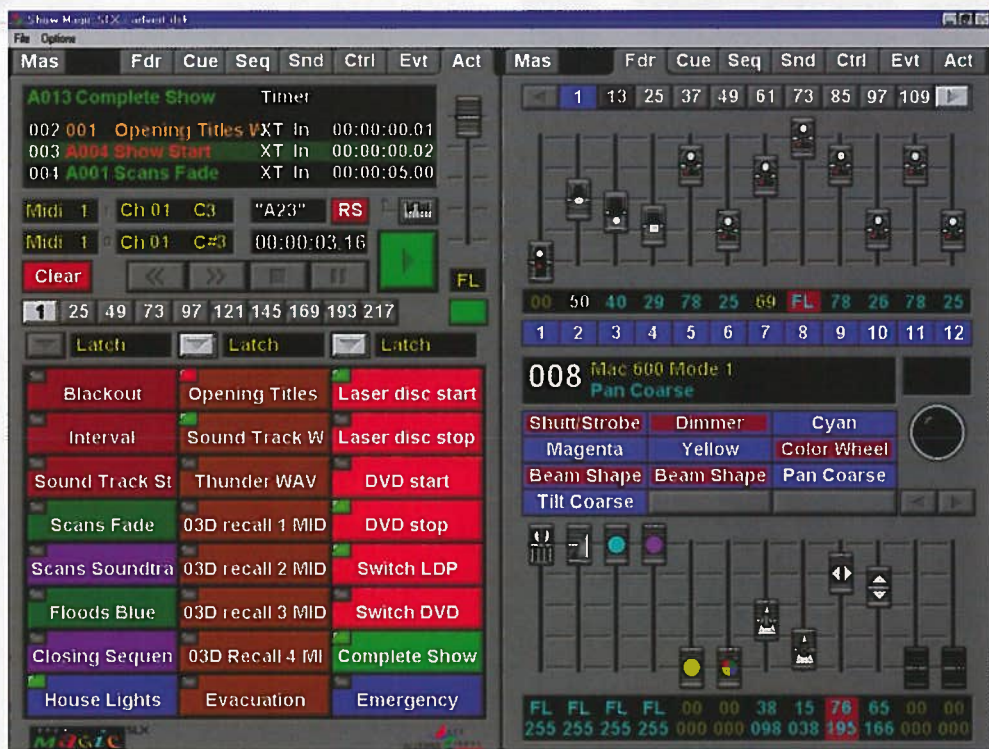 Show Magic SLX - advert.dsk
File Options
Mas Fdr Cue Seq Snd Ctrl Evt Act
A013 Complete Show Timer
002 001 Opening Titles W XT In 00:00:00.01
003 A004 Show Start XT In 00:00:00.02
004 A001 Scans Fade XT In 00:00:05.00
Midi 1 Ch 01 C3 "A23" RS
Midi 1 Ch 01 C#3 00:00:03.16
Clear FL
1 25 49 73 97 121 145 169 193 217
Latch Latch Latch
Blackout Opening Titles Laser disc start
Interval Sound Track W Laser disc stop
Sound Track St Thunder WAV DVD start
Scans Fade 03D recall 1 MID DVD stop
Scans Soundtra 03D recall 2 MID Switch LDP
Floods Blue 03D recall 3 MID Switch DVD
Closing Sequen 03D Recall 4 MI Complete Show
House Lights Evacuation Emergency
MAGIC SLX
Mas Fdr Cue Seq Snd Ctrl Evt Act
1 13 25 37 49 61 73 85 97 109
00 50 40 29 78 25 69 FL 78 26 78 25
1 2 3 4 5 6 7 8 9 10 11 12
008 Mac 600 Mode 1
Pan Coarse
Shutt/Strobe Dimmer Cyan
Magenta Yellow Color Wheel
Beam Shape Beam Shape Pan Coarse
Tilt Coarse
FL FL FL FL 00 00 38 15 76 65 00 00
255 255 255 255 000 000 098 038 195 166 000 000